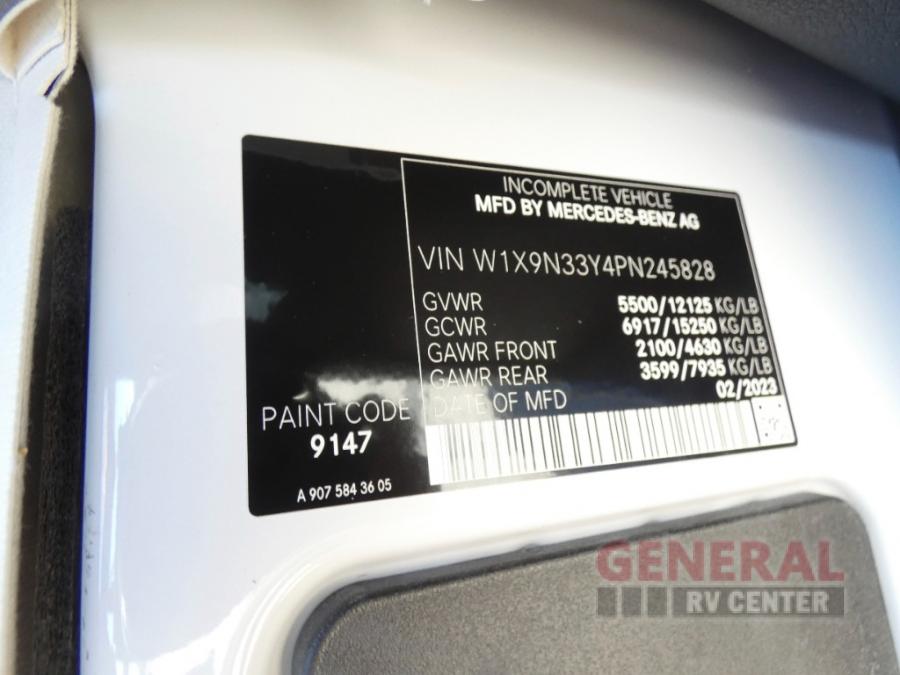 INCOMPLETE VEHICLE
MFD BY MERCEDES-BENZ AG
VIN W1X9N33Y4PN245828
GVWR 5500/12125 KG/LB
GCWR 6917/15250 KG/LB
GAWR FRONT 2100/4630 KG/LB
GAWR REAR 3599/7935 KG/LB
DATE OF MFD 02/2023
PAINT CODE
9147
A 907 584 36 05
GENERAL
RV CENTER